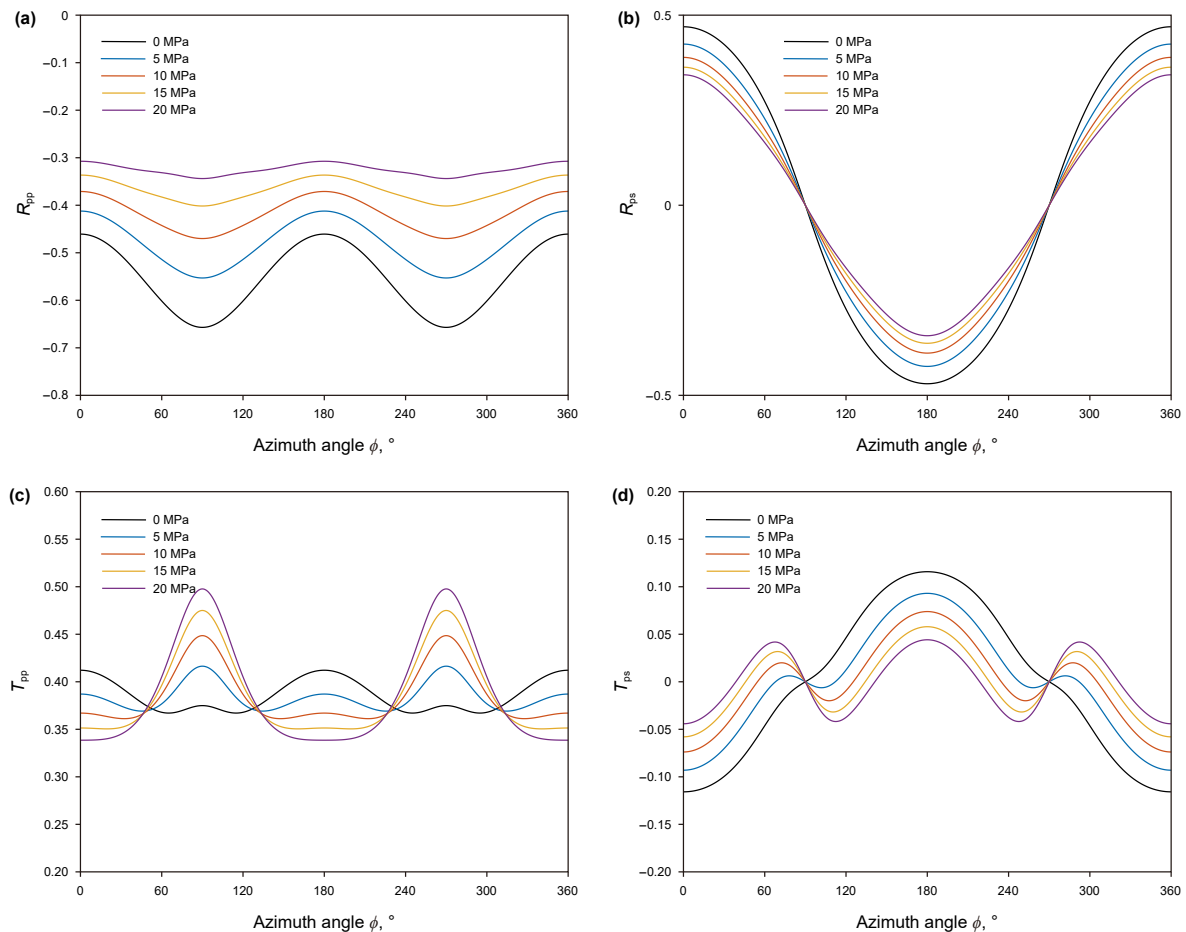 (a)
0
−0.1
−0.2
−0.3
−0.4
−0.5
−0.6
−0.7
−0.8
Rpp
0 MPa
5 MPa
10 MPa
15 MPa
20 MPa
0 60 120 180 240 300 360
Azimuth angle ϕ, °
(b)
0.5
0
−0.5
Rps
0 MPa
5 MPa
10 MPa
15 MPa
20 MPa
0 60 120 180 240 300 360
Azimuth angle ϕ, °
(c)
0.60
0.55
0.50
0.45
0.40
0.35
0.30
0.25
0.20
Tpp
0 MPa
5 MPa
10 MPa
15 MPa
20 MPa
0 60 120 180 240 300 360
Azimuth angle ϕ, °
(d)
0.20
0.15
0.10
0.05
0
−0.05
−0.10
−0.15
−0.20
Tps
0 MPa
5 MPa
10 MPa
15 MPa
20 MPa
0 60 120 180 240 300 360
Azimuth angle ϕ, °